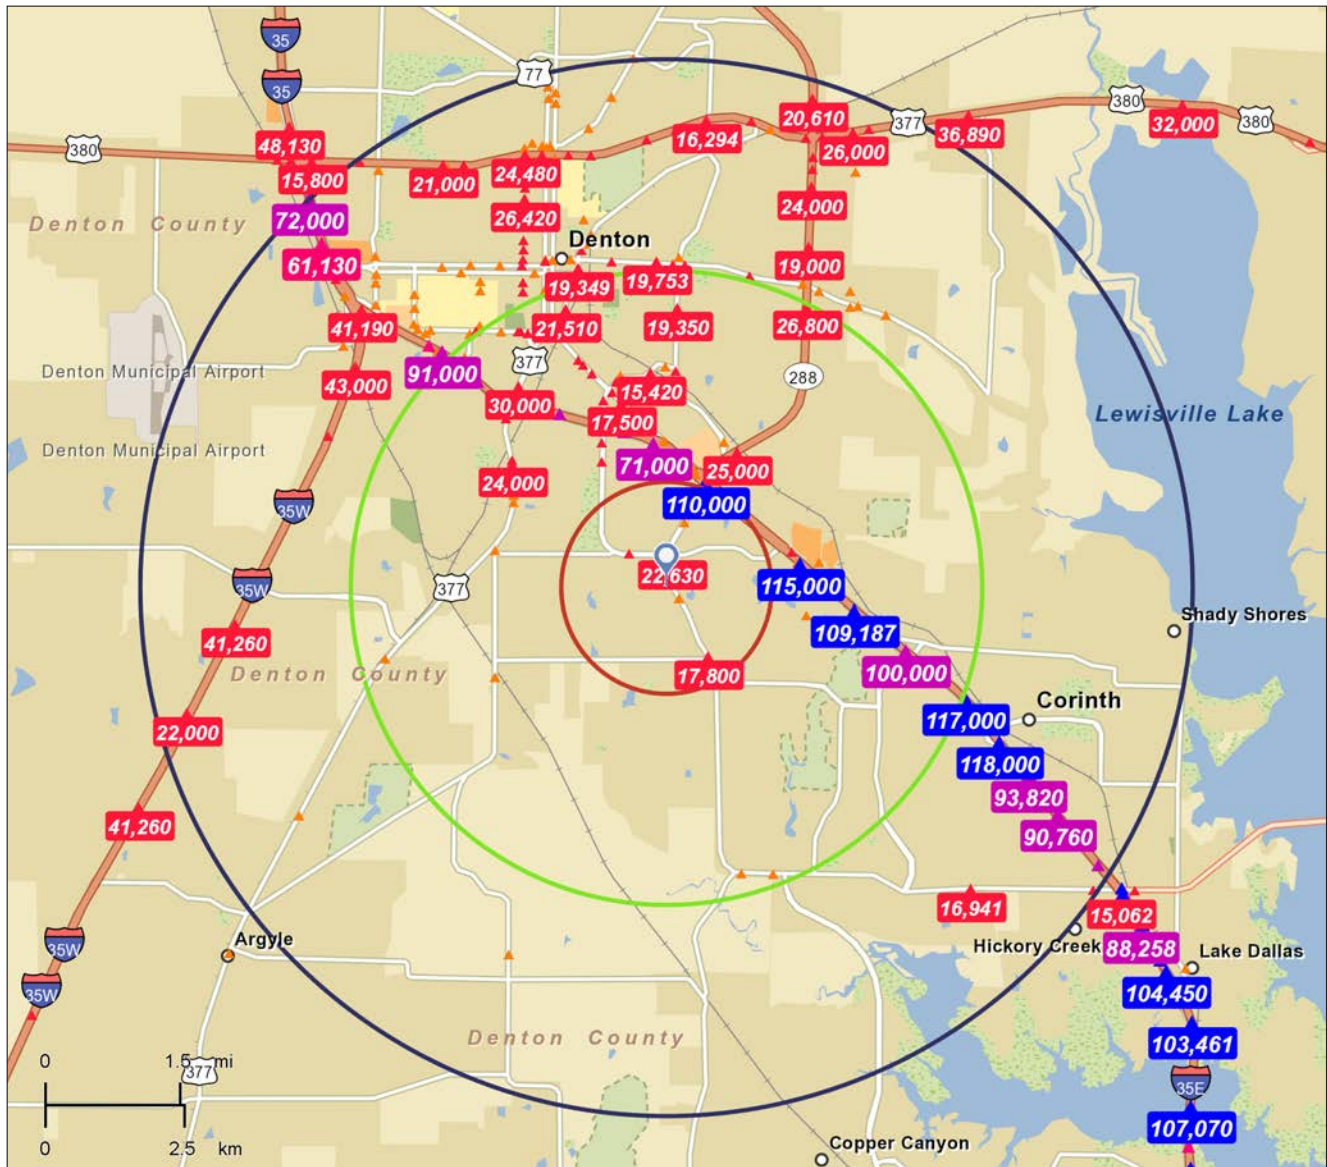 35
77
35
380
380
20,610
377
36,890
32,000
380
48,130
16,294
26,000
15,800
21,000
24,480
24,000
Denton County
72,000
26,420
Denton
61,130
19,349
19,753
19,000
41,190
21,510
19,350
26,800
Denton Municipal Airport
91,000
377
43,000
30,000
15,420
288
17,500
Lewisville Lake
Denton Municipal Airport
71,000
25,000
24,000
110,000
35W
22,630
35W
377
115,000
Shady Shores
41,260
109,187
Denton County
17,800
100,000
22,000
117,000
Corinth
118,000
93,820
41,260
90,760
16,941
15,062
Argyle
35W
Hickory Creek
88,258
Lake Dallas
35W
104,450
Denton County
103,461
0 1.5 mi
377
35E
107,070
0 2.5 km
Copper Canyon